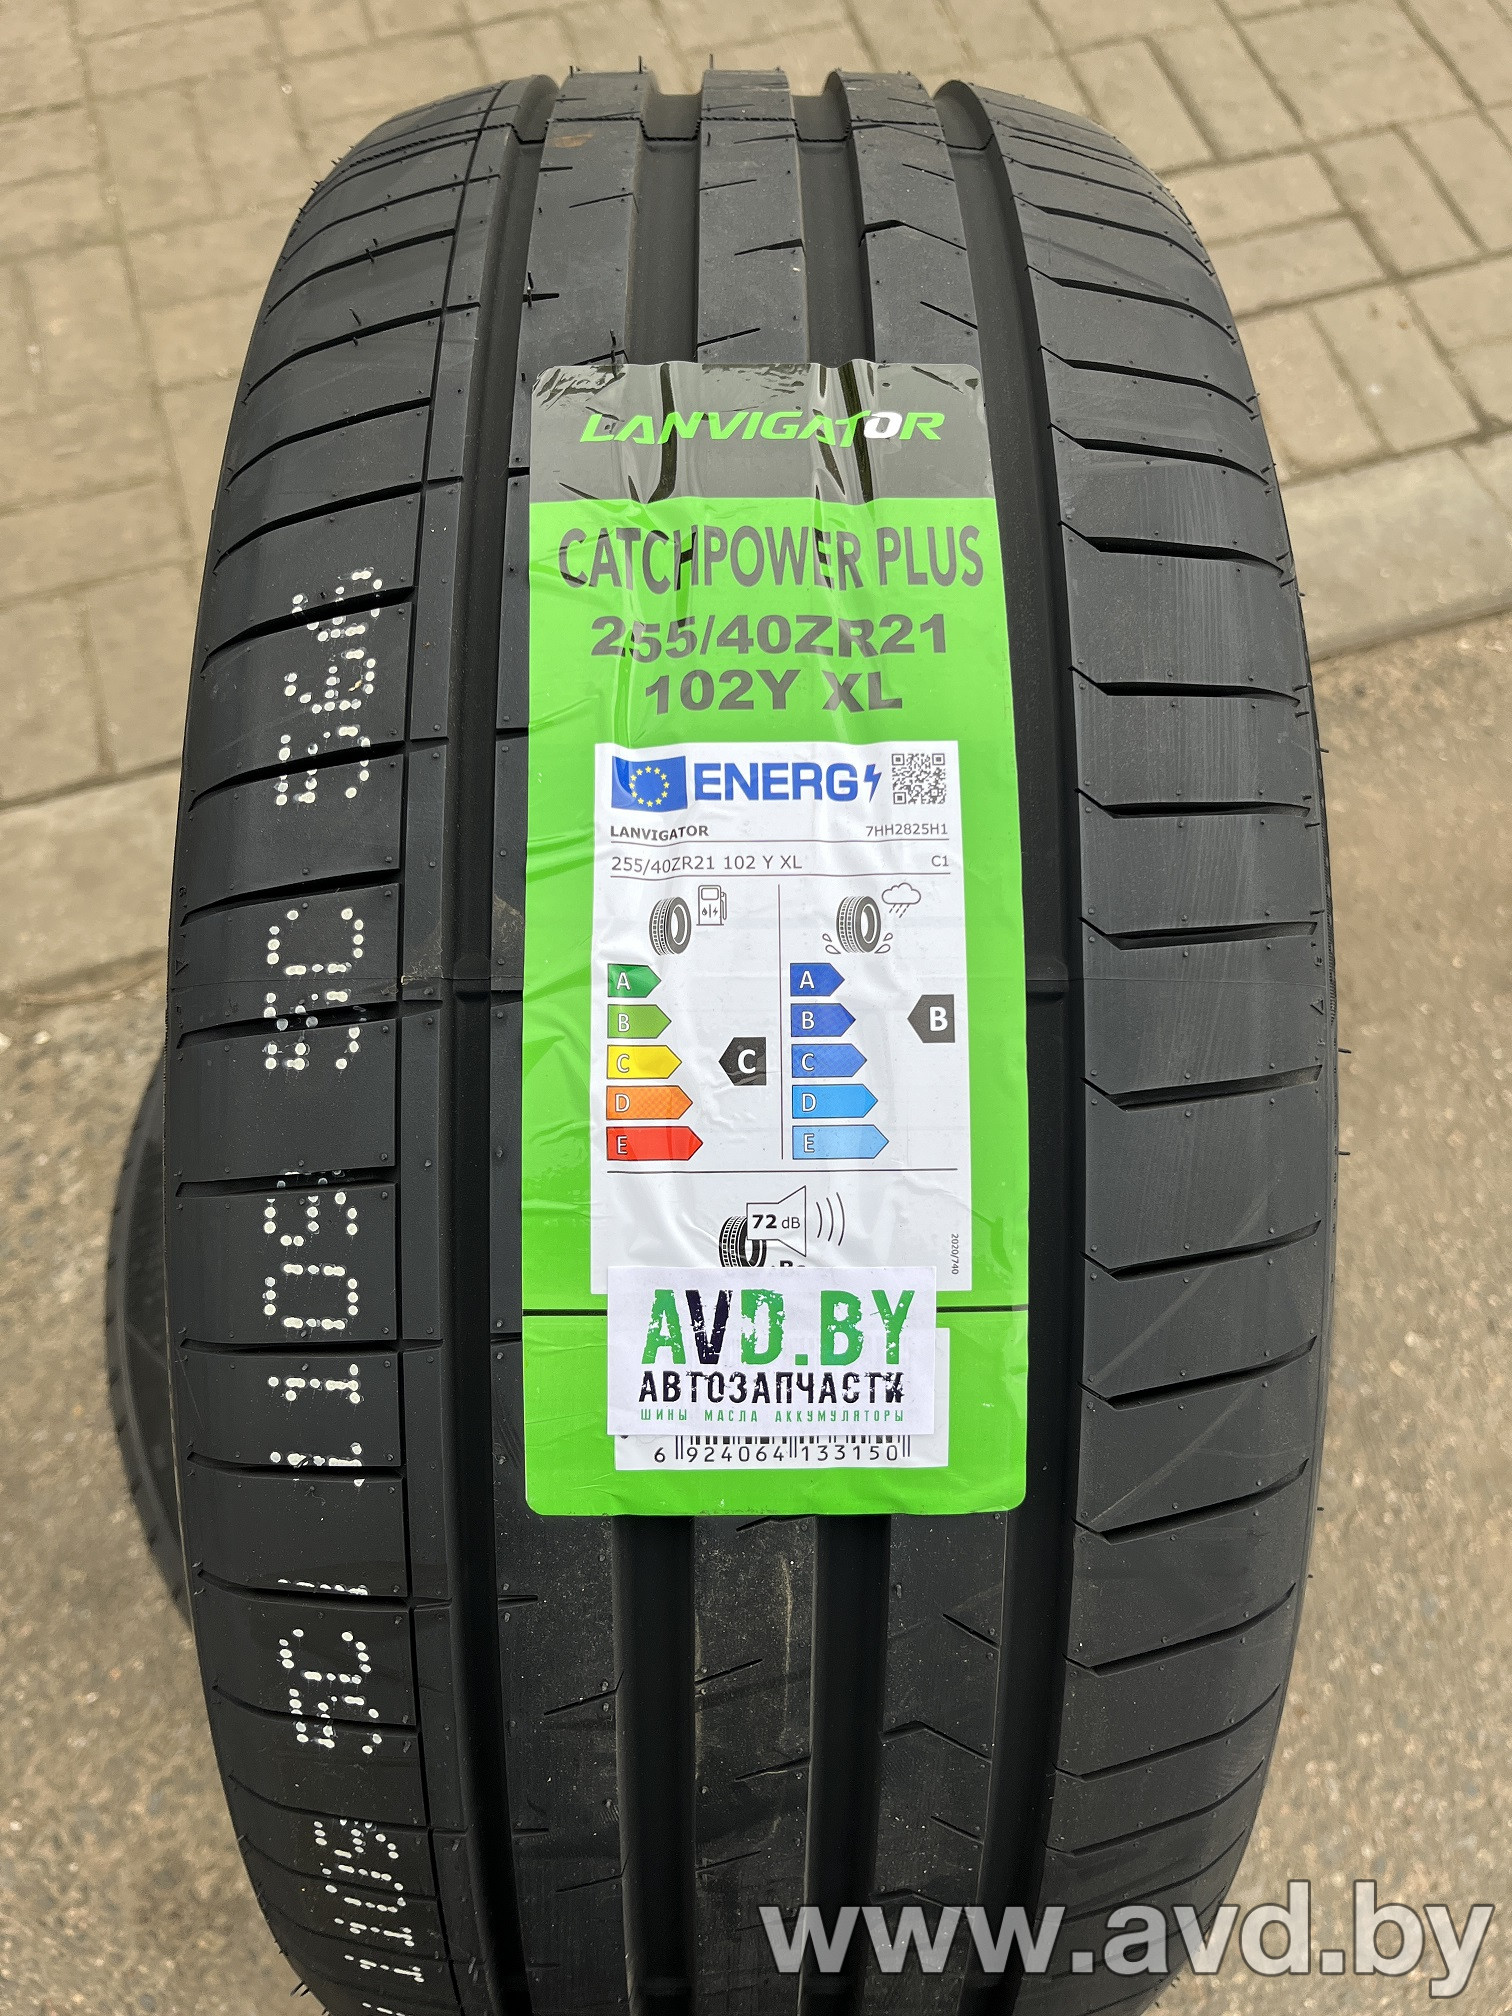 LANVIGATOR
CATCHPOWER PLUS
255/40ZR21
102Y XL
ENERG
LANVIGATOR 7HH2825H1
255/40ZR21 102 Y XL C1
A A
B B B
C C C
D D
E E
72 dB
2020/740
AVD.BY
АВТОЗАПЧАСТИ
ШИНЫ МАСЛА АККУМУЛЯТОРЫ
6 924064 133150
www.avd.by